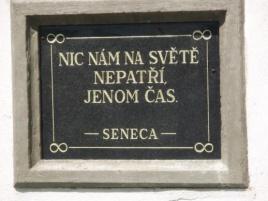 NIC NÁM NA SVĚTĚ
NEPATŘÍ,
JENOM ČAS.
— SENECA —